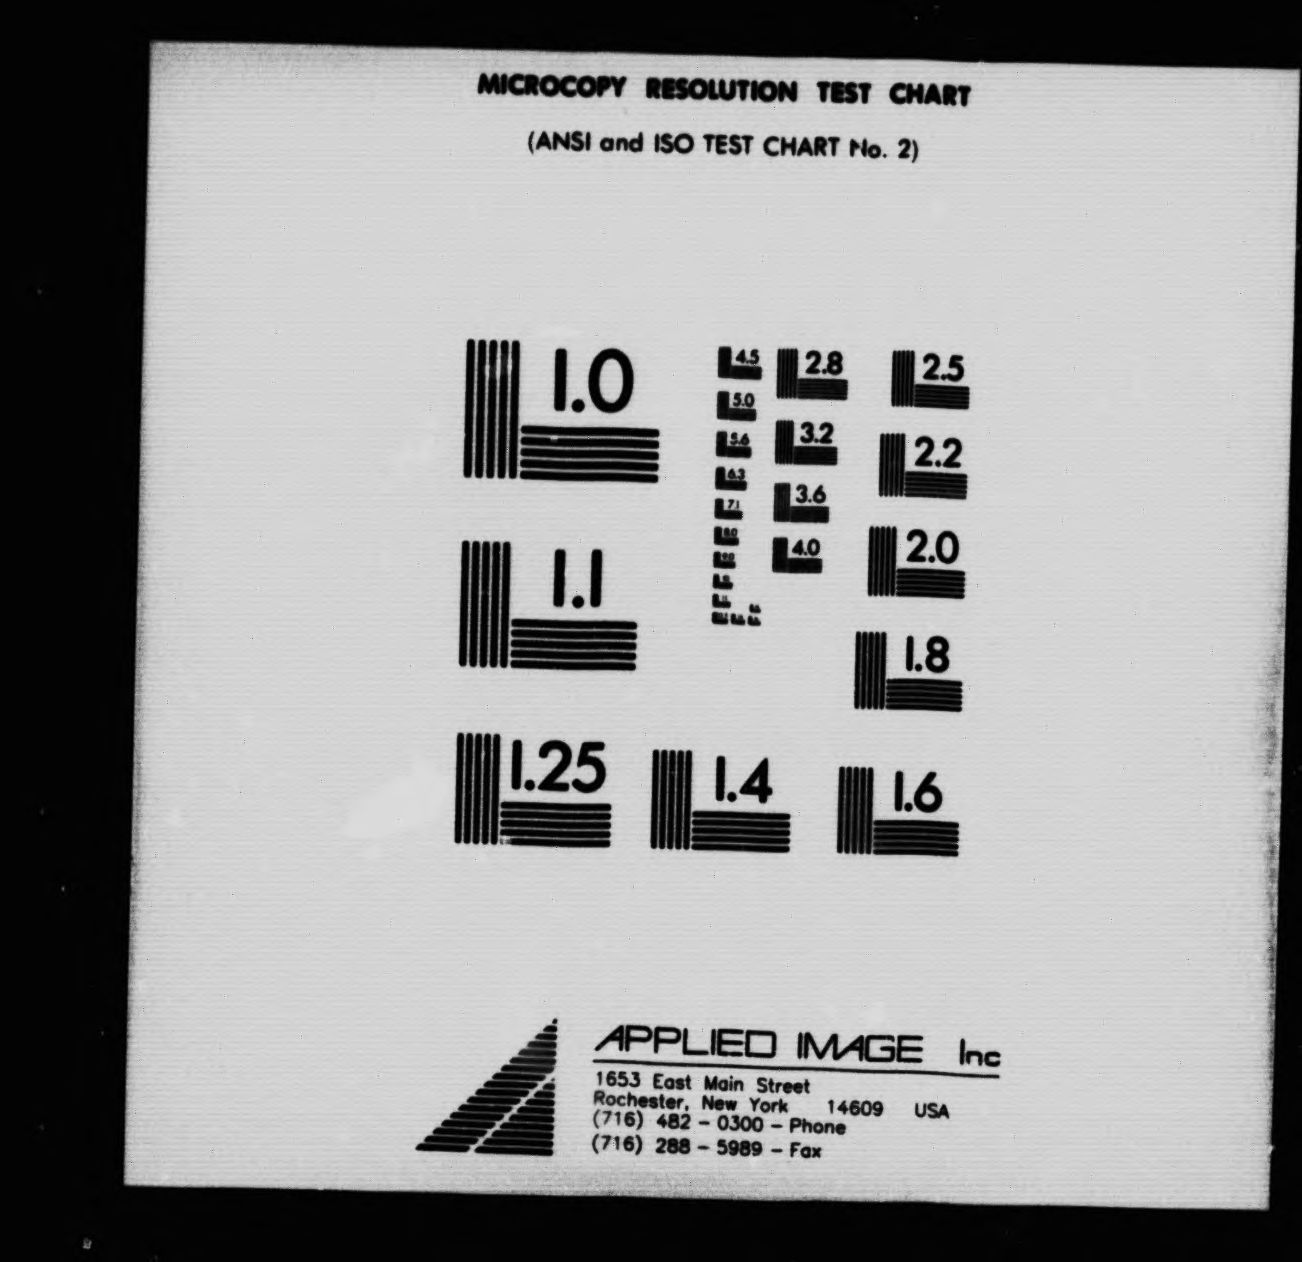 MICROCOPY RESOLUTION TEST CHART
(ANSI and ISO TEST CHART No. 2)
1.0
1.1
1.25
1.4
1.6
1.8
2.0
2.2
2.5
2.8
3.2
3.6
4.0
4.5
5.0
5.6
6.3
7.1
8.0
APPLIED IMAGE Inc
1653 East Main Street
Rochester, New York 14609 USA
(716) 482 - 0300 - Phone
(716) 288 - 5989 - Fax